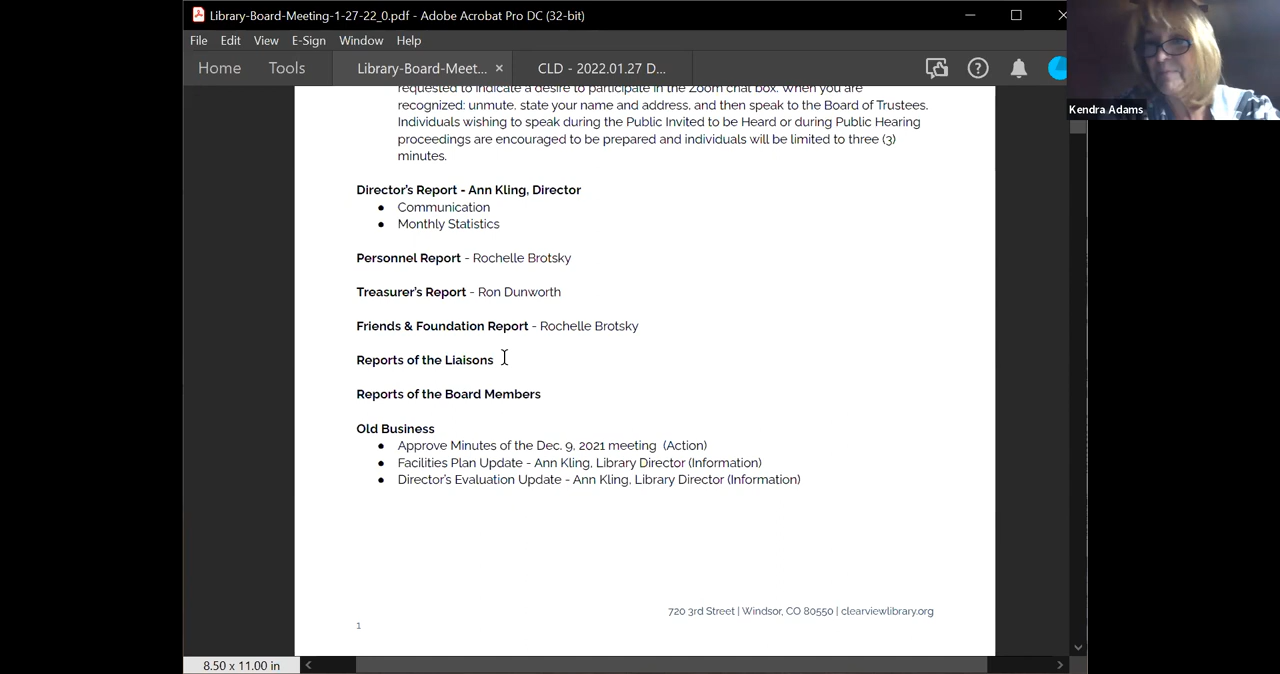 Library-Board-Meeting-1-27-22_0.pdf - Adobe Acrobat Pro DC (32-bit)
File Edit View E-Sign Window Help
Home Tools Library-Board-Meet... × CLD - 2022.01.27 D...
Kendra Adams
requested to indicate a desire to participate in the Zoom chat box. When you are
recognized: unmute, state your name and address, and then speak to the Board of Trustees.
Individuals wishing to speak during the Public Invited to be Heard or during Public Hearing
proceedings are encouraged to be prepared and individuals will be limited to three (3)
minutes.
Director's Report - Ann Kling, Director
● Communication
● Monthly Statistics
Personnel Report - Rochelle Brotsky
Treasurer's Report - Ron Dunworth
Friends & Foundation Report - Rochelle Brotsky
Reports of the Liaisons
Reports of the Board Members
Old Business
● Approve Minutes of the Dec. 9, 2021 meeting (Action)
● Facilities Plan Update - Ann Kling, Library Director (Information)
● Director's Evaluation Update - Ann Kling, Library Director (Information)
720 3rd Street | Windsor, CO 80550 | clearviewlibrary.org
1
8.50 x 11.00 in